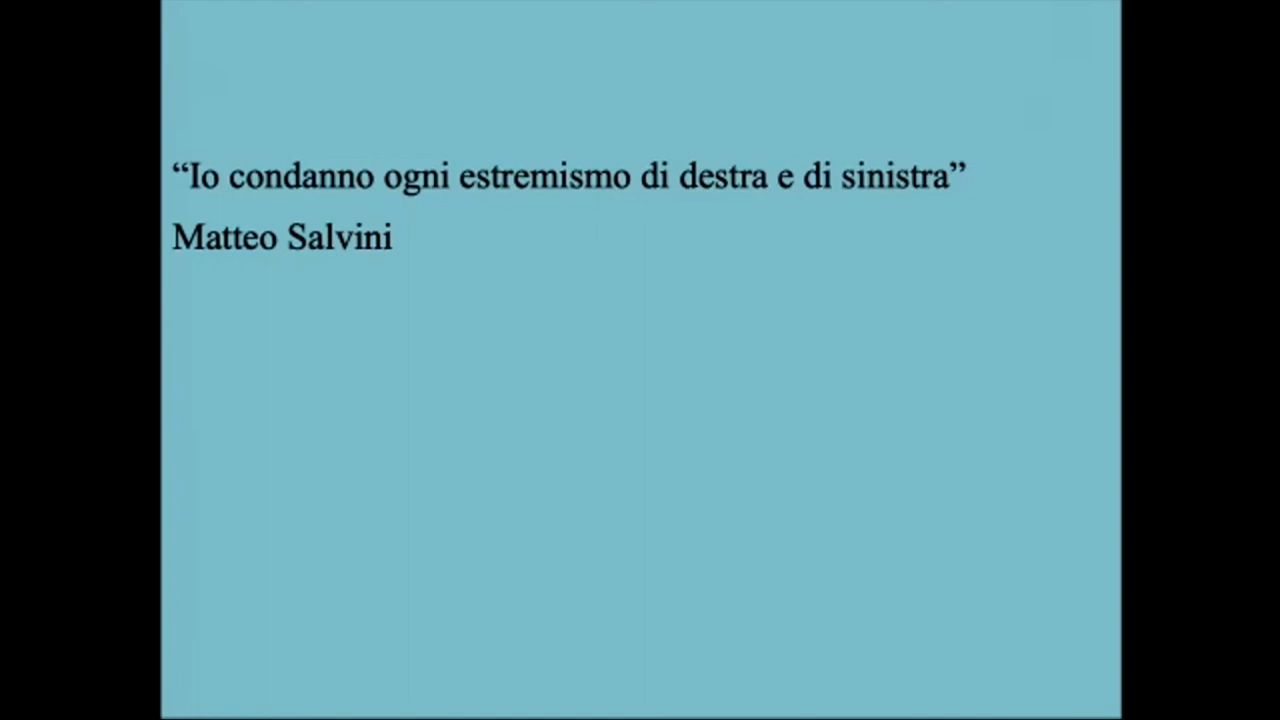 “Io condanno ogni estremismo di destra e di sinistra”
Matteo Salvini